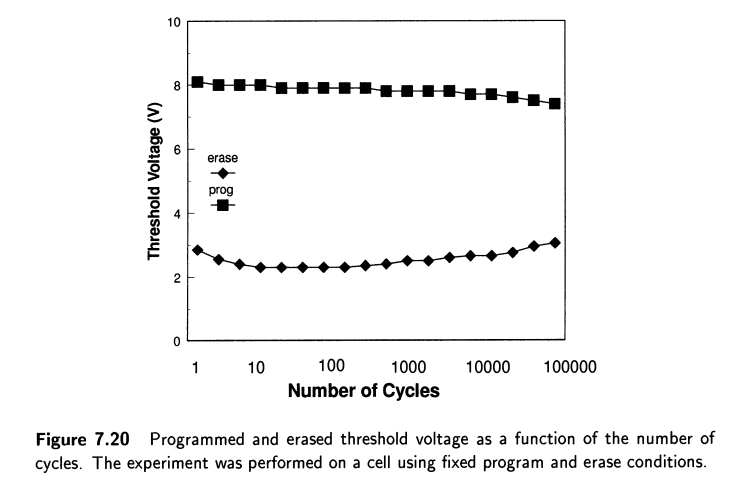 10
8
6
4
2
0
Threshold Voltage (V)
erase
prog
1 10 100 1000 10000 100000
Number of Cycles
Figure 7.20 Programmed and erased threshold voltage as a function of the number of
cycles. The experiment was performed on a cell using fixed program and erase conditions.